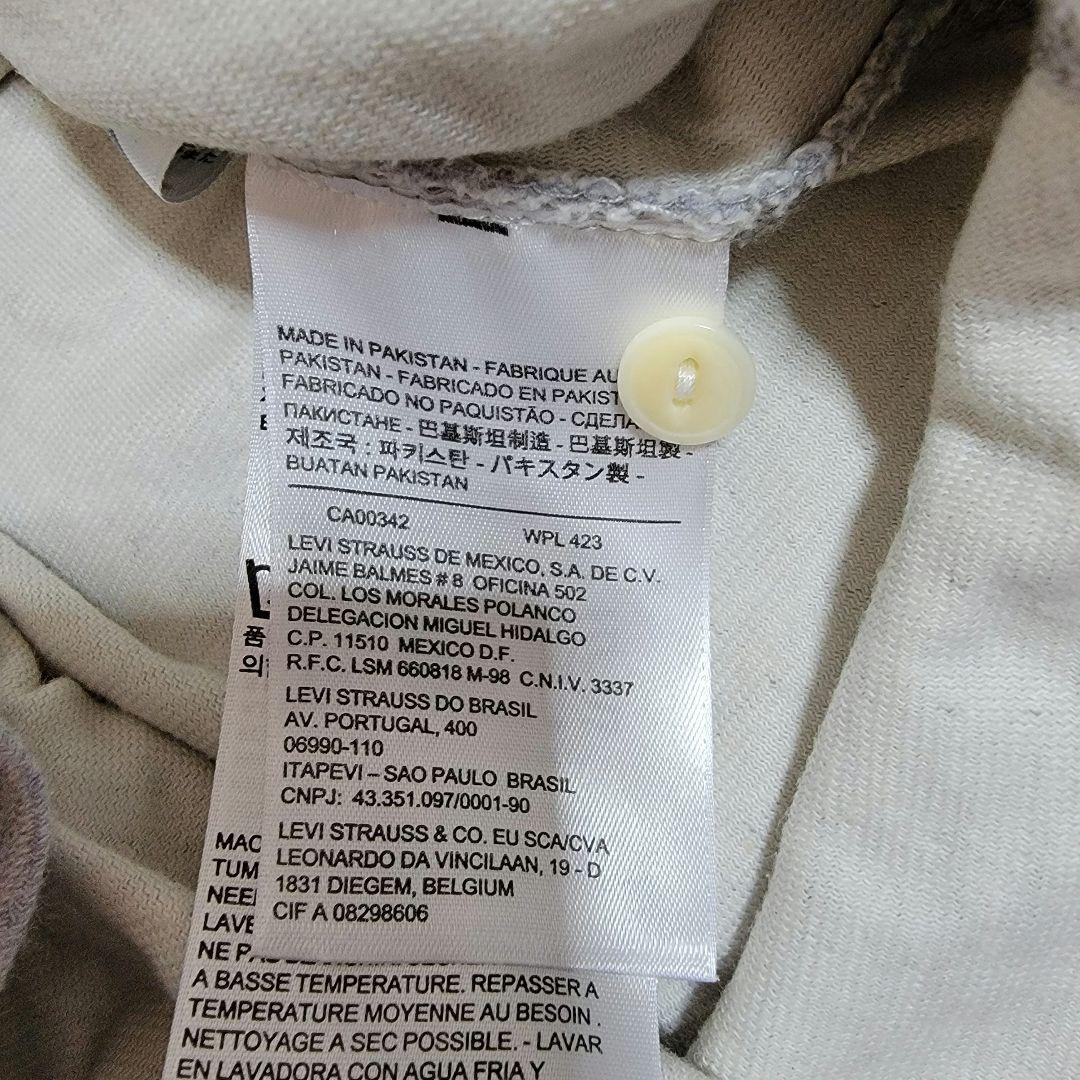 MADE IN PAKISTAN - FABRIQUE AU
PAKISTAN - FABRICADO EN PAKIST
FABRICADO NO PAQUISTÃO - СДЕЛА
ПАКИСТАНЕ - 巴基斯坦制造 - 巴基斯坦製 -
제조국 : 파키스탄 - パキスタン製 -
BUATAN PAKISTAN
CA00342 WPL 423
LEVI STRAUSS DE MEXICO, S.A. DE C.V.
JAIME BALMES # 8 OFICINA 502
COL. LOS MORALES POLANCO
DELEGACION MIGUEL HIDALGO
C.P. 11510 MEXICO D.F.
R.F.C. LSM 660818 M-98 C.N.I.V. 3337
LEVI STRAUSS DO BRASIL
AV. PORTUGAL, 400
06990-110
ITAPEVI – SAO PAULO BRASIL
CNPJ: 43.351.097/0001-90
LEVI STRAUSS & CO. EU SCA/CVA
LEONARDO DA VINCILAAN, 19 - D
1831 DIEGEM, BELGIUM
CIF A 08298606
품
의
MAC
TUM
NEE
LAVE
NE P
A BASSE TEMPERATURE. REPASSER A
TEMPERATURE MOYENNE AU BESOIN .
NETTOYAGE A SEC POSSIBLE. - LAVAR
EN LAVADORA CON AGUA FRIA Y